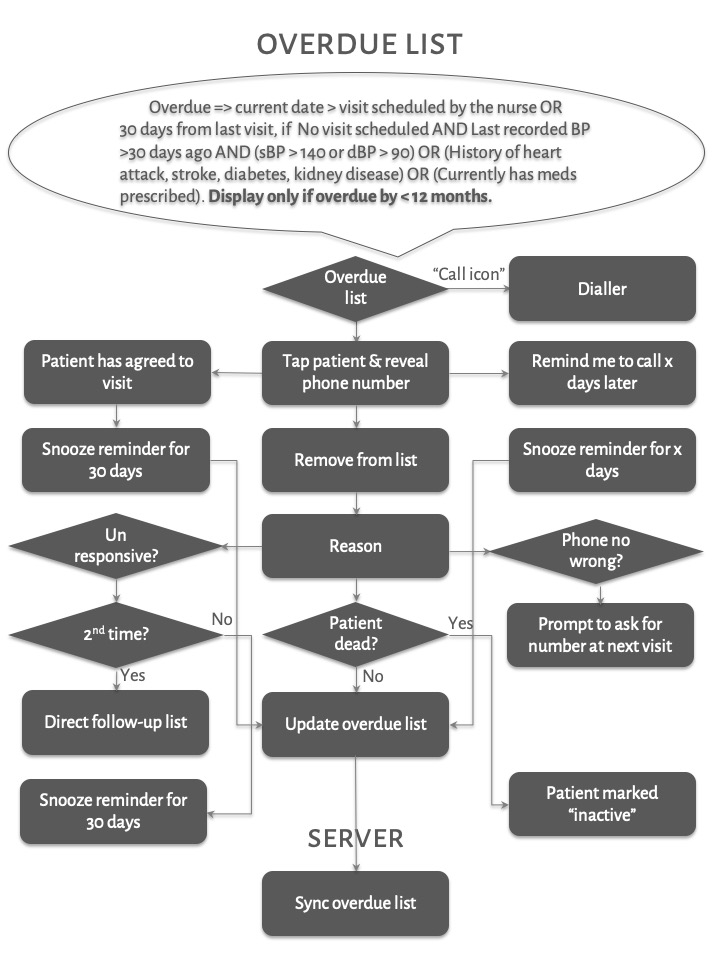 OVERDUE LIST
Overdue => current date > visit scheduled by the nurse OR
30 days from last visit, if  No visit scheduled AND Last recorded BP
>30 days ago AND (sBP > 140 or dBP > 90) OR (History of heart
attack, stroke, diabetes, kidney disease) OR (Currently has meds
prescribed). Display only if overdue by < 12 months.
Overdue
list
“Call icon”
Dialler
Patient has agreed to
visit
Tap patient & reveal
phone number
Remind me to call x
days later
Snooze reminder for
30 days
Remove from list
Snooze reminder for x
days
Un
responsive?
Reason
Phone no
wrong?
2nd time?
No
Patient
dead?
Yes
Prompt to ask for
number at next visit
Yes
No
Direct follow-up list
Update overdue list
Snooze reminder for
30 days
Patient marked
“inactive”
SERVER
Sync overdue list